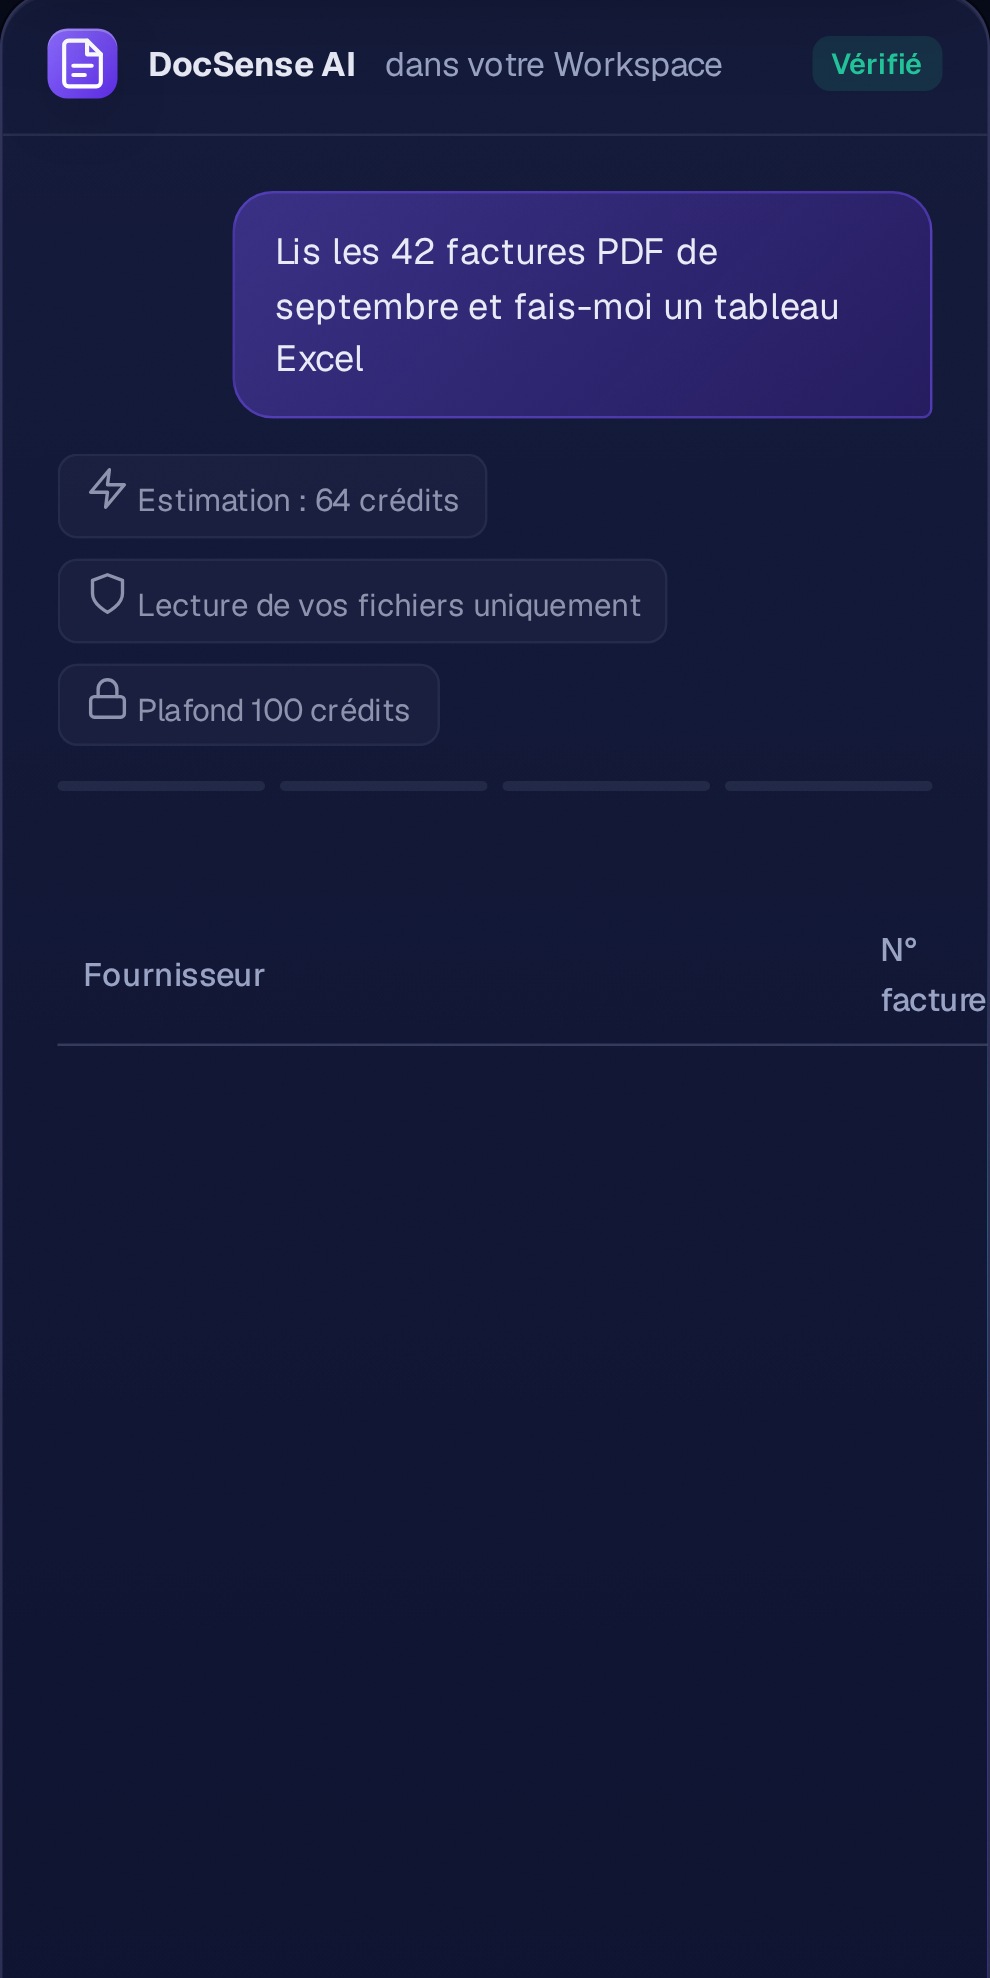 DocSense AI dans votre Workspace Vérifié
Lis les 42 factures PDF de
septembre et fais-moi un tableau
Excel
Estimation : 64 crédits
Lecture de vos fichiers uniquement
Plafond 100 crédits
Fournisseur
N°
facture